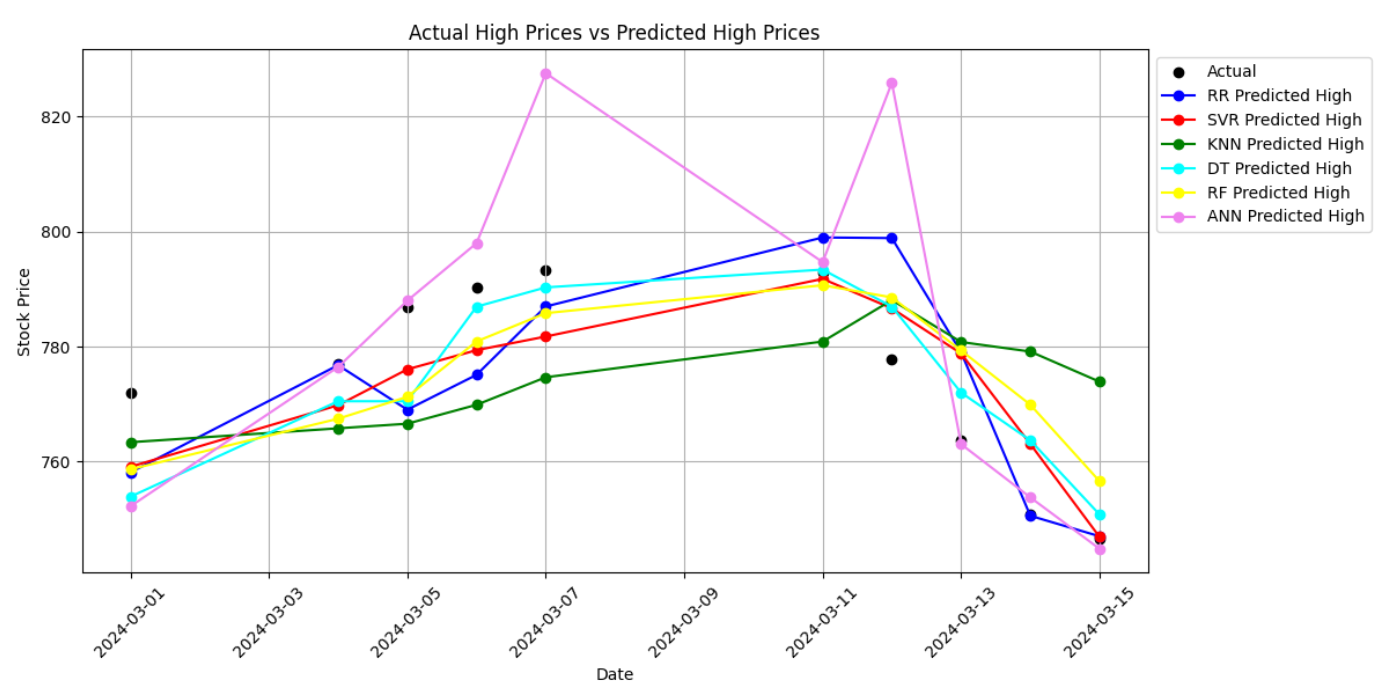 Actual High Prices vs Predicted High Prices
Actual
RR Predicted High
SVR Predicted High
KNN Predicted High
DT Predicted High
RF Predicted High
ANN Predicted High
Stock Price
820
800
780
760
2024-03-01
2024-03-03
2024-03-05
2024-03-07
2024-03-09
2024-03-11
2024-03-13
2024-03-15
Date